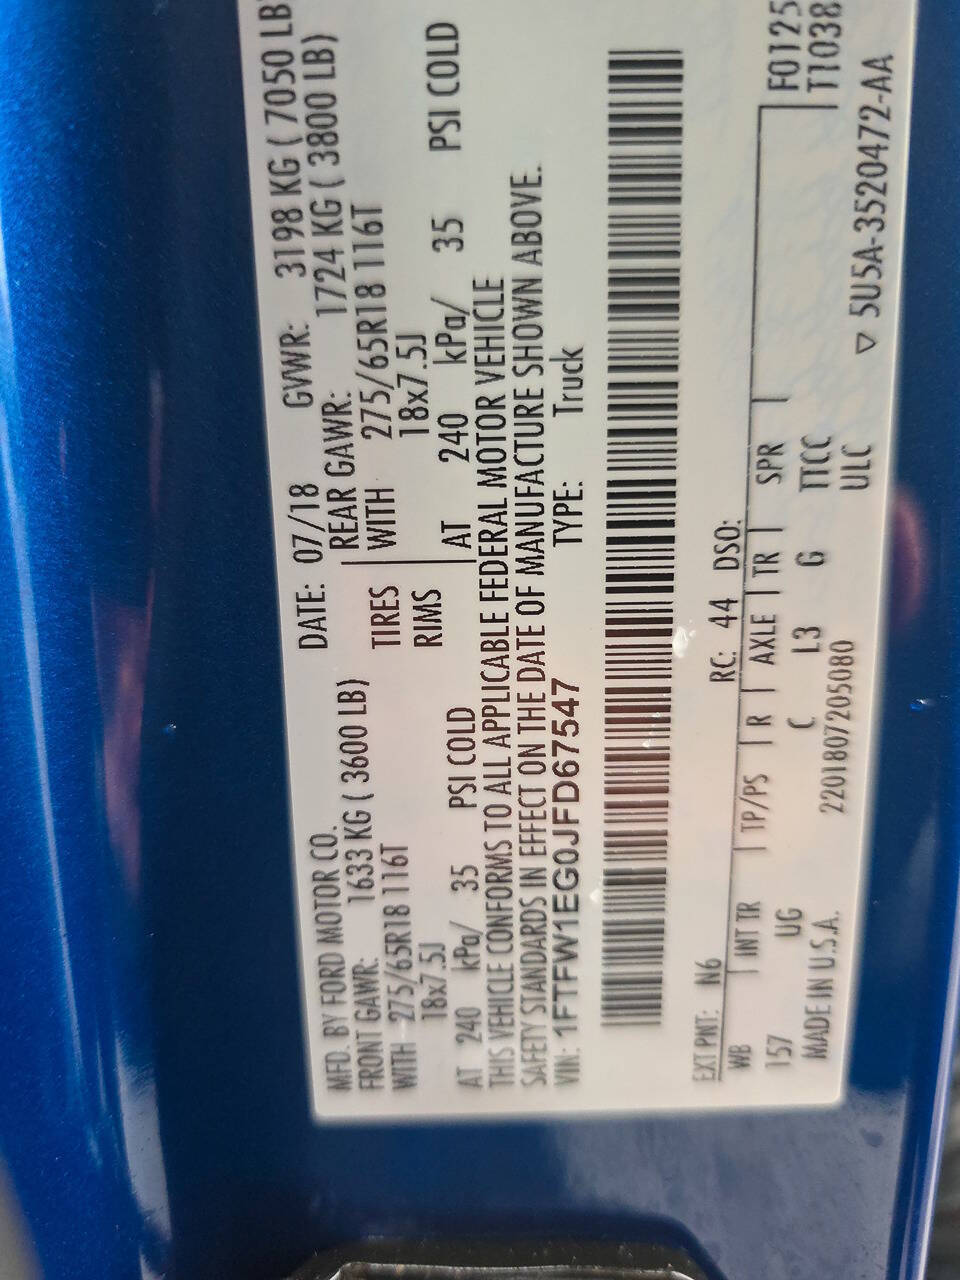 MFD. BY FORD MOTOR CO.
DATE: 07/18 GVWR: 3198 KG ( 7050 LB
FRONT GAWR: 1633 KG ( 3600 LB)
REAR GAWR: 1724 KG ( 3800 LB)
WITH 275/65R18 116T TIRES WITH 275/65R18 116T
18x7.5J RIMS 18x7.5J
AT 240 kPa/ 35 PSI COLD AT 240 kPa/ 35 PSI COLD
THIS VEHICLE CONFORMS TO ALL APPLICABLE FEDERAL MOTOR VEHICLE
SAFETY STANDARDS IN EFFECT ON THE DATE OF MANUFACTURE SHOWN ABOVE.
VIN: 1FTFW1EG0JFD67547 TYPE: Truck
EXT PNT: N6 RC: 44 DSO:
F0125
WB INT TR TP/PS R AXLE TR SPR T1038
157 UG C L3 G TTCC
MADE IN U.S.A. 2201807205080 ULC ▽ 5U5A-3520472-AA